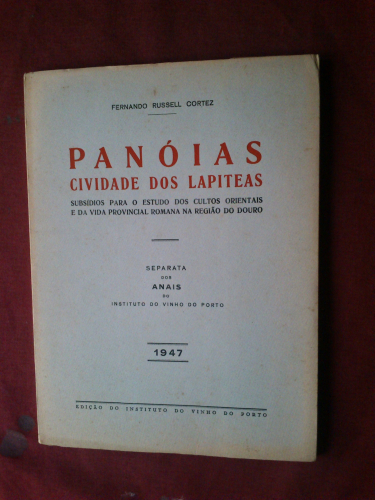 FERNANDO RUSSELL CORTEZ
PANÓIAS
CIVIDADE DOS LAPITEAS
SUBSÍDIOS PARA O ESTUDO DOS CULTOS ORIENTAIS
E DA VIDA PROVINCIAL ROMANA NA REGIÃO DO DOURO
SEPARATA
DOS
ANAIS
DO
INSTITUTO DO VINHO DO PORTO
1947
EDIÇÃO DO INSTITUTO DO VINHO DO PORTO